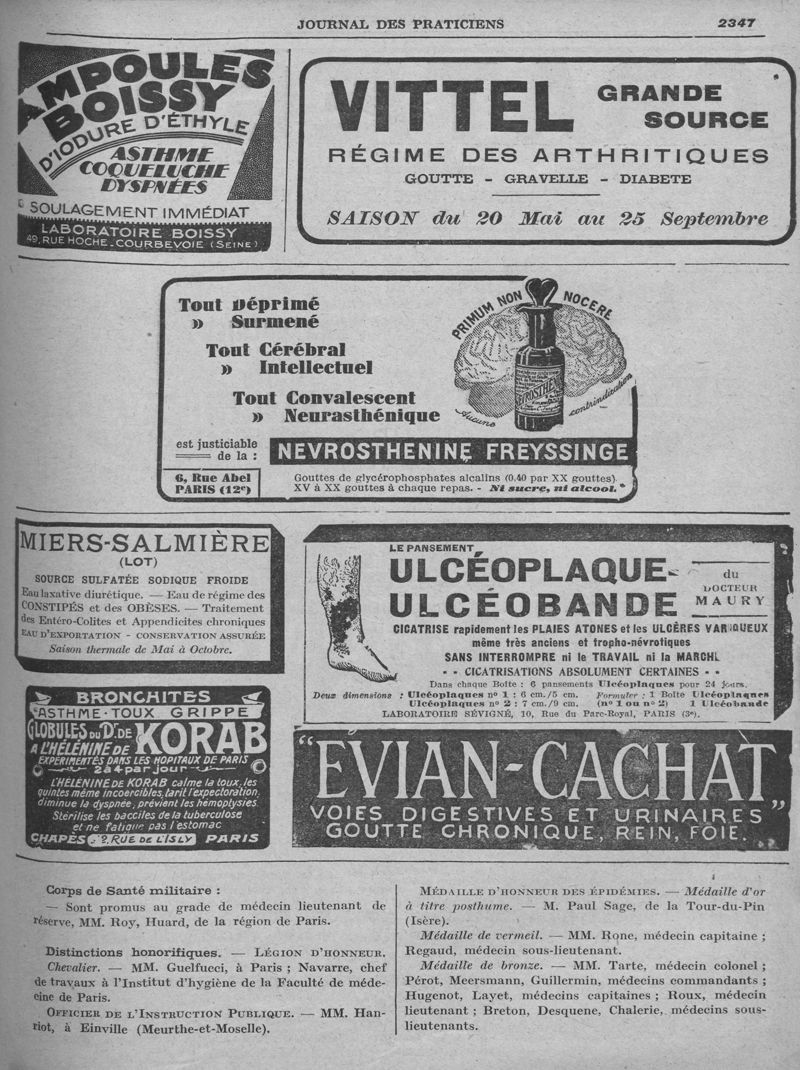 JOURNAL DES PRATICIENS 2347
AMPOULES
BOISSY
D'IODURE D'ÉTHYLE
ASTHME
COQUELUCHE
DYSPNÉES
SOULAGEMENT IMMÉDIAT
LABORATOIRE BOISSY
49, RUE HOCHE_COURBEVOIE (SEINE)
VITTEL GRANDE
SOURCE
RÉGIME DES ARTHRITIQUES
GOUTTE - GRAVELLE - DIABETE
SAISON du 20 Mai au 25 Septembre
Tout Déprimé
» Surmené
Tout Cérébral
» Intellectuel
Tout Convalescent
» Neurasthénique
PRIMUM NON NOCERE
NEVROSTHÉNINE
Aucune contrindication
est justiciable
de la :
NEVROSTHENINE FREYSSINGE
6, Rue Abel
PARIS (12e)
Gouttes de glycérophosphates alcalins (0.40 par XX gouttes)
XV à XX gouttes à chaque repas. - Ni sucre, ni alcool.
MIERS-SALMIÈRE
(LOT)
SOURCE SULFATÉE SODIQUE FROIDE
Eau laxative diurétique. — Eau de régime des
CONSTIPÉS et des OBÈSES. — Traitement
des Entéro-Colites et Appendicites chroniques
EAU D'EXPORTATION - CONSERVATION ASSURÉE
Saison thermale de Mai à Octobre.
LE PANSEMENT
ULCÉOPLAQUE-
ULCÉOBANDE
du
DOCTEUR
MAURY
CICATRISE rapidement les PLAIES ATONES et les ULCÈRES VARIQUEUX
même très anciens et tropho-névrotiques
SANS INTERROMPRE ni le TRAVAIL ni la MARCHE
- - CICATRISATIONS ABSOLUMENT CERTAINES - -
Dans chaque Boîte : 6 pansements Ulcéoplaques pour 24 jours.
Deux dimensions : Ulcéoplaques nº 1 : 6 cm./5 cm. Formuler : 1 Boîte Ulcéoplaques
Ulcéoplaques nº 2 : 7 cm./9 cm. (nº 1 ou nº 2) 1 Ulcéobande
LABORATOIRE SÉVIGNÉ, 10, Rue du Parc-Royal, PARIS (3e).
BRONCHITES
ASTHME-TOUX GRIPPE
GLOBULES DU Dr. DE
A L'HÉLÉNINE DE KORAB
EXPÉRIMENTÉS DANS LES HOPITAUX DE PARIS
2 à 4 par jour
L'HÉLÉNINE DE KORAB calme la toux, les
quintes même incoercibles, tarit l'expectoration,
diminue la dyspnée, prévient les hémoptysies
Stérilise les bacilles de la tuberculose
et ne fatigue pas l'estomac
CHAPÈS. 2, RUE DE L'ISLY PARIS
"ÉVIAN-CACHAT"
VOIES DIGESTIVES ET URINAIRES
GOUTTE CHRONIQUE, REIN, FOIE.
Corps de Santé militaire :
— Sont promus au grade de médecin lieutenant de
réserve, MM. Roy, Huard, de la région de Paris.
Distinctions honorifiques. — LÉGION D'HONNEUR.
Chevalier. — MM. Guelfucci, à Paris ; Navarre, chef
de travaux à l'Institut d'hygiène de la Faculté de méde-
cine de Paris.
OFFICIER DE L'INSTRUCTION PUBLIQUE. — MM. Han-
riot, à Einville (Meurthe-et-Moselle).
MÉDAILLE D'HONNEUR DES ÉPIDÉMIES. — Médaille d'or
à titre posthume. — M. Paul Sage, de la Tour-du-Pin
(Isère).
Médaille de vermeil. — MM. Rone, médecin capitaine ;
Regaud, médecin sous-lieutenant.
Médaille de bronze. — MM. Tarte, médecin colonel ;
Pérot, Meersmann, Guillermin, médecins commandants ;
Hugenot, Layet, médecins capitaines ; Roux, médecin
lieutenant ; Breton, Desquene, Chalerie, médecins sous-
lieutenants.